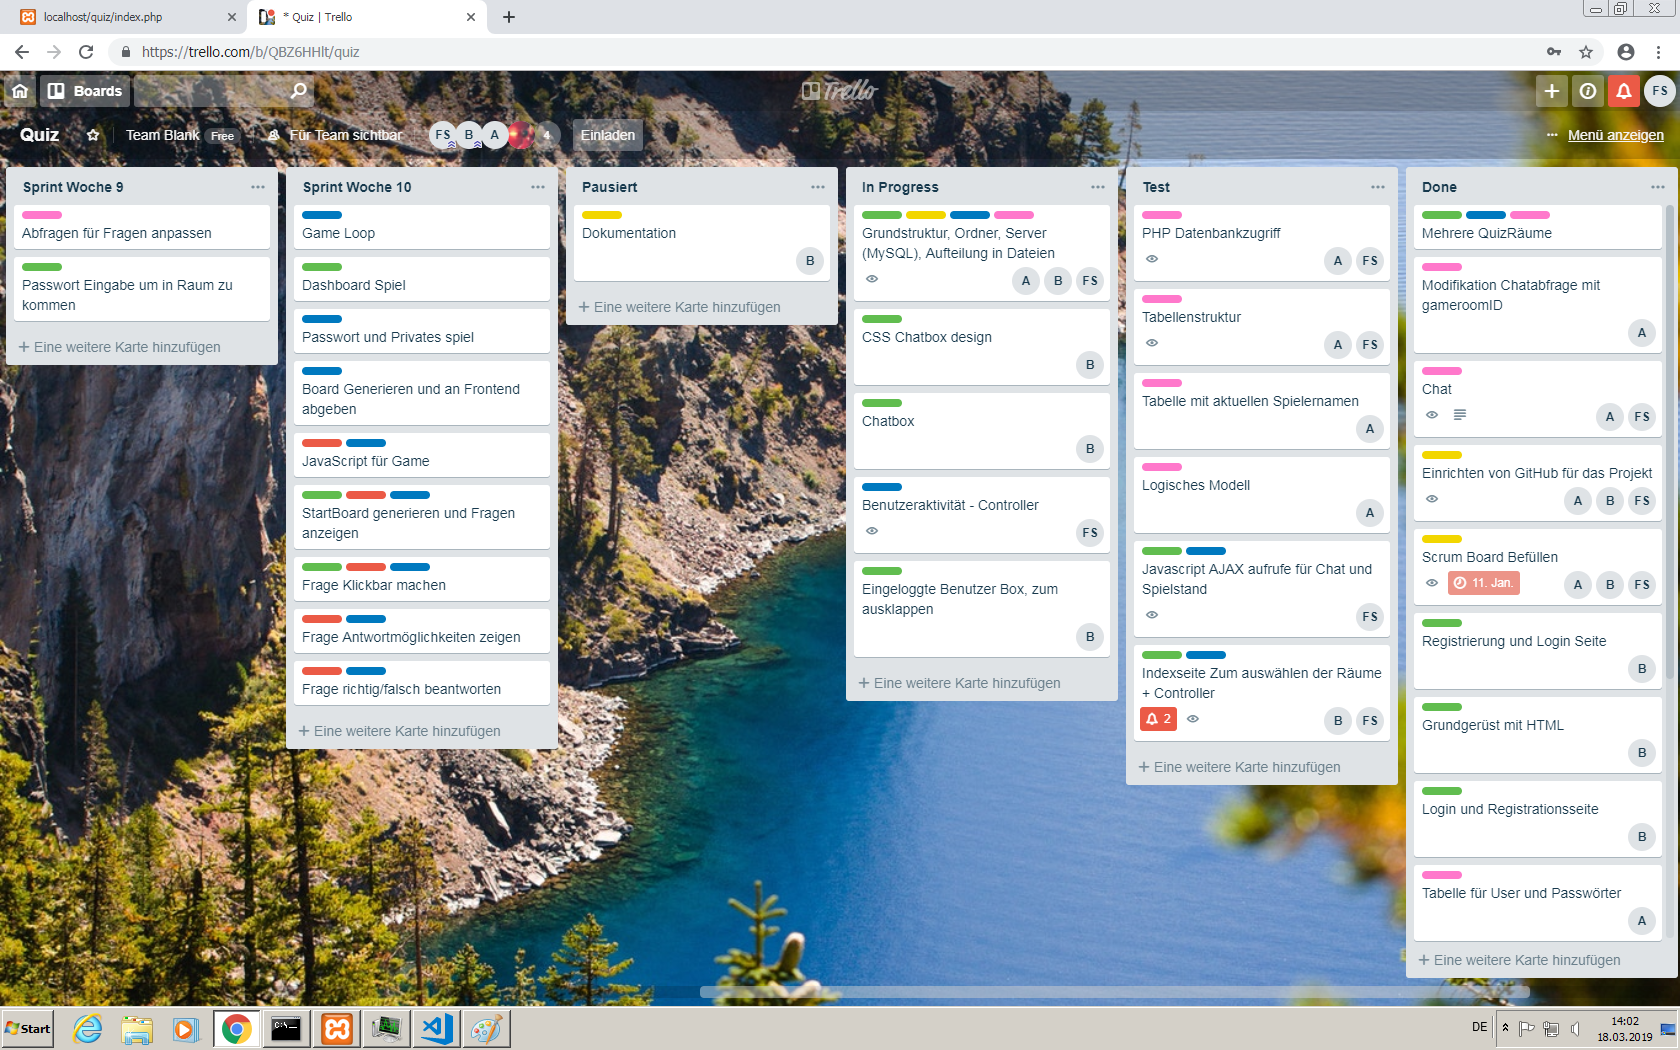 localhost/quiz/index.php
* Quiz | Trello
https://trello.com/b/QBZ6HHlt/quiz
Boards
Trello
FS
Quiz
Team Blank
Free
Für Team sichtbar
FS
B
A
4
Einladen
Menü anzeigen
Sprint Woche 9
Abfragen für Fragen anpassen
Passwort Eingabe um in Raum zu
kommen
+ Eine weitere Karte hinzufügen
Sprint Woche 10
Game Loop
Dashboard Spiel
Passwort und Privates spiel
Board Generieren und an Frontend
abgeben
JavaScript für Game
StartBoard generieren und Fragen
anzeigen
Frage Klickbar machen
Frage Antwortmöglichkeiten zeigen
Frage richtig/falsch beantworten
+ Eine weitere Karte hinzufügen
Pausiert
Dokumentation
B
+ Eine weitere Karte hinzufügen
In Progress
Grundstruktur, Ordner, Server
(MySQL), Aufteilung in Dateien
A B FS
CSS Chatbox design
B
Chatbox
B
Benutzeraktivität - Controller
FS
Eingeloggte Benutzer Box, zum
ausklappen
B
+ Eine weitere Karte hinzufügen
Test
PHP Datenbankzugriff
A FS
Tabellenstruktur
A FS
Tabelle mit aktuellen Spielernamen
A
Logisches Modell
A
Javascript AJAX aufrufe für Chat und
Spielstand
FS
Indexseite Zum auswählen der Räume
+ Controller
2
B FS
+ Eine weitere Karte hinzufügen
Done
Mehrere QuizRäume
Modifikation Chatabfrage mit
gameroomID
A
Chat
A FS
Einrichten von GitHub für das Projekt
A B FS
Scrum Board Befüllen
11. Jan.
A B FS
Registrierung und Login Seite
B
Grundgerüst mit HTML
B
Login und Registrationsseite
B
Tabelle für User und Passwörter
A
+ Eine weitere Karte hinzufügen
Start
C:\_
DE
14:02
18.03.2019